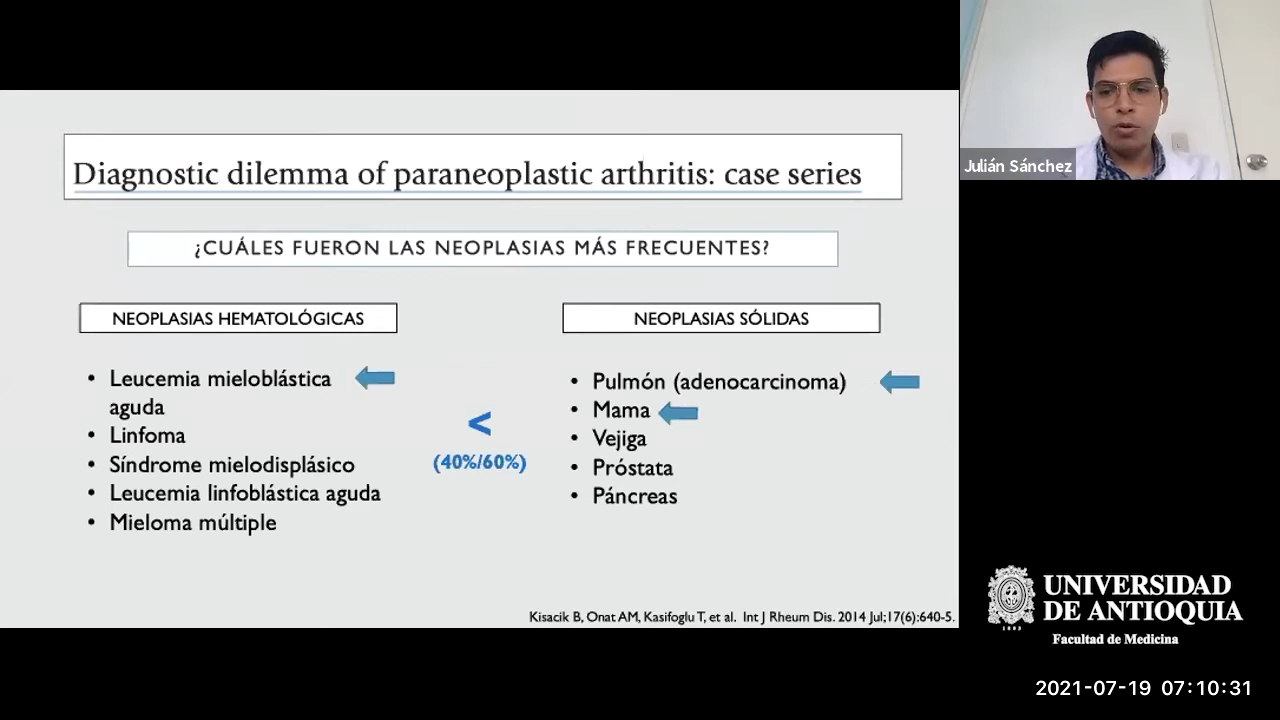 Diagnostic dilemma of paraneoplastic arthritis: case series
¿CUÁLES FUERON LAS NEOPLASIAS MÁS FRECUENTES?
NEOPLASIAS HEMATOLÓGICAS
• Leucemia mieloblástica
aguda
• Linfoma
• Síndrome mielodisplásico
• Leucemia linfoblástica aguda
• Mieloma múltiple
<
(40%/60%)
NEOPLASIAS SÓLIDAS
• Pulmón (adenocarcinoma)
• Mama
• Vejiga
• Próstata
• Páncreas
Kisacik B, Onat AM, Kasifoglu T, et al. Int J Rheum Dis. 2014 Jul;17(6):640-5.
Julián Sánchez
UNIVERSIDAD
DE ANTIOQUIA
1803
Facultad de Medicina
2021-07-19 07:10:31